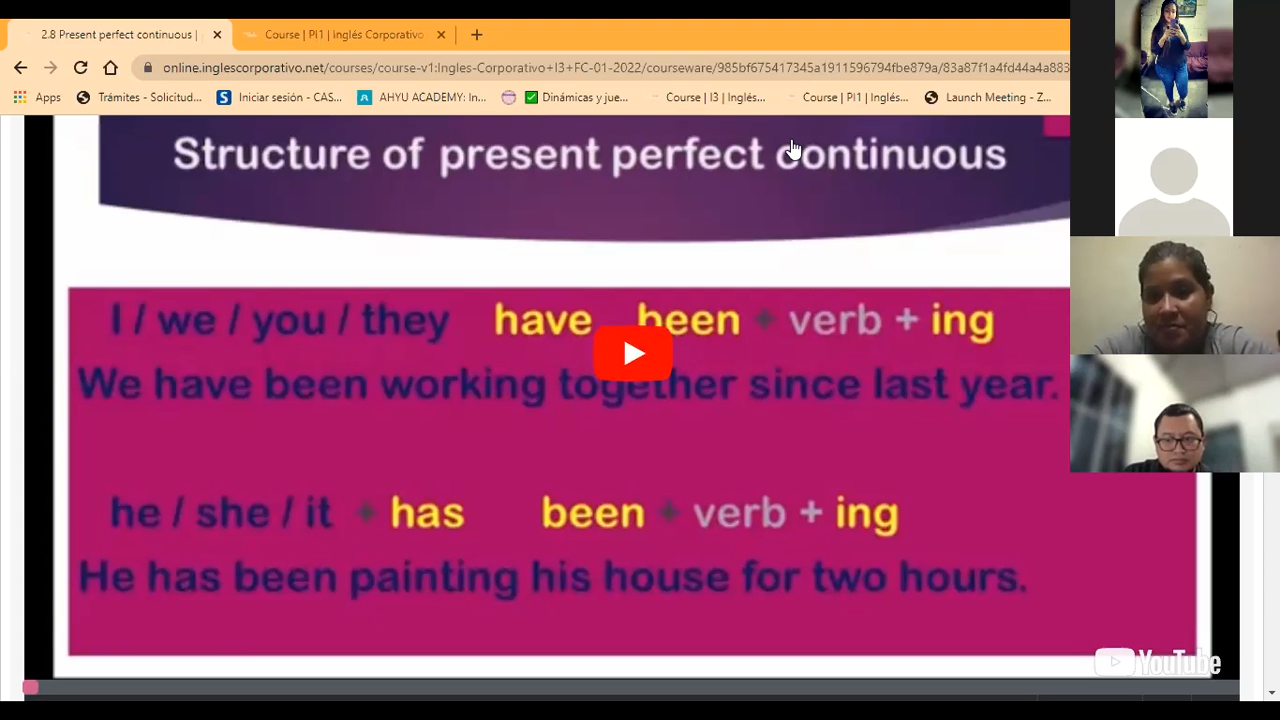 2.8 Present perfect continuous |
Course | PI1 | Inglés Corporativo
online.inglescorporativo.net/courses/course-v1:Ingles-Corporativo+I3+FC-01-2022/courseware/985bf675417345a1911596794fbe879a/83a87f1a4fd44a4a883
Apps
Trámites - Solicitud...
Iniciar sesión - CAS...
AHYU ACADEMY: In...
Dinámicas y jue...
Course | I3 | Inglés...
Course | PI1 | Inglés...
Launch Meeting - Z...
Structure of present perfect continuous
I / we / you / they have been + verb + ing
We have been working together since last year.
he / she / it + has been + verb + ing
He has been painting his house for two hours.
YouTube